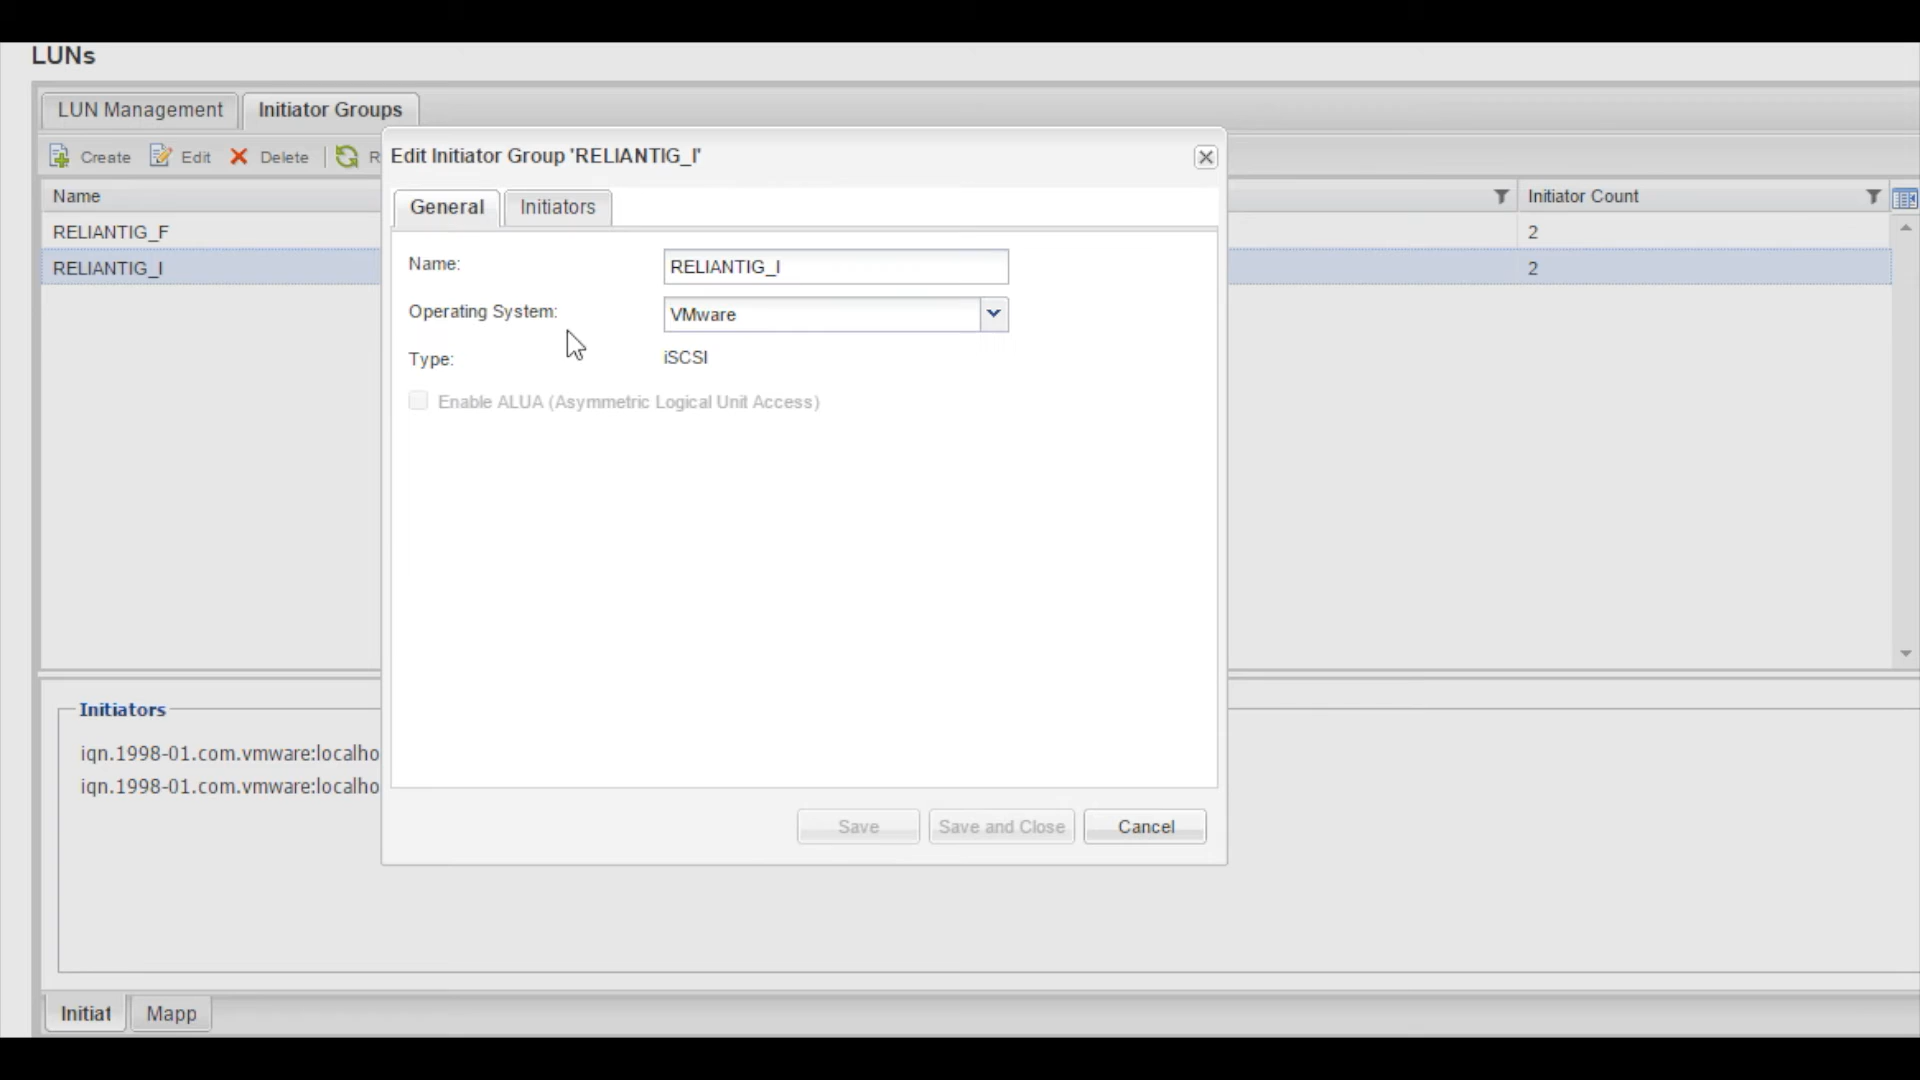 LUNs
LUN Management
Initiator Groups
Create
Edit
Delete
R
Name
Initiator Count
RELIANTIG_F
2
RELIANTIG_I
2
Edit Initiator Group 'RELIANTIG_I'
General
Initiators
Name:
RELIANTIG_I
Operating System:
VMware
Type:
iSCSI
Enable ALUA (Asymmetric Logical Unit Access)
Save
Save and Close
Cancel
Initiators
iqn.1998-01.com.vmware:localho
iqn.1998-01.com.vmware:localho
Initiat
Mapp